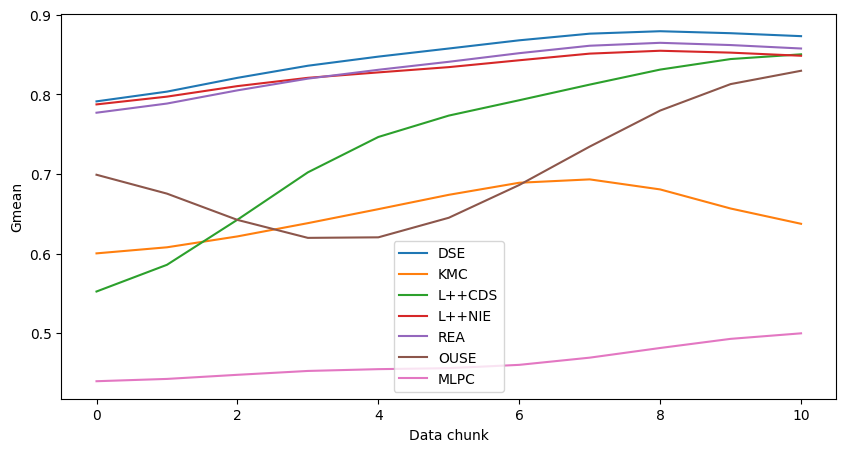 0.9
0.8
0.7
0.6
0.5
Gmean
0 2 4 6 8 10
Data chunk
DSE
KMC
L++CDS
L++NIE
REA
OUSE
MLPC